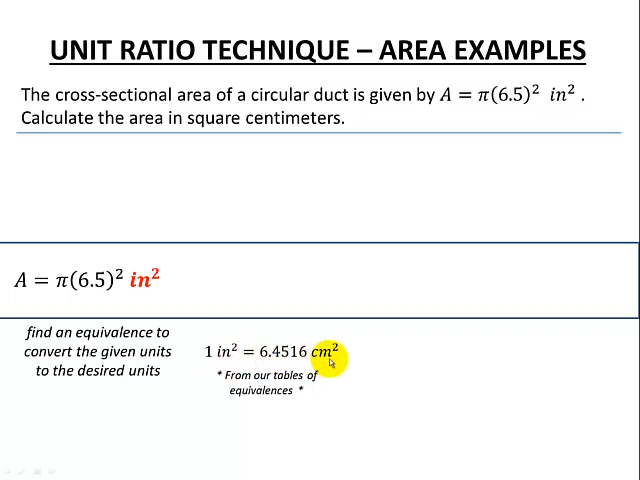 UNIT RATIO TECHNIQUE – AREA EXAMPLES
The cross-sectional area of a circular duct is given by A = π(6.5)² in² .
Calculate the area in square centimeters.
A = π(6.5)² in²
find an equivalence to
convert the given units
to the desired units
1 in² = 6.4516 cm²
* From our tables of
equivalences *